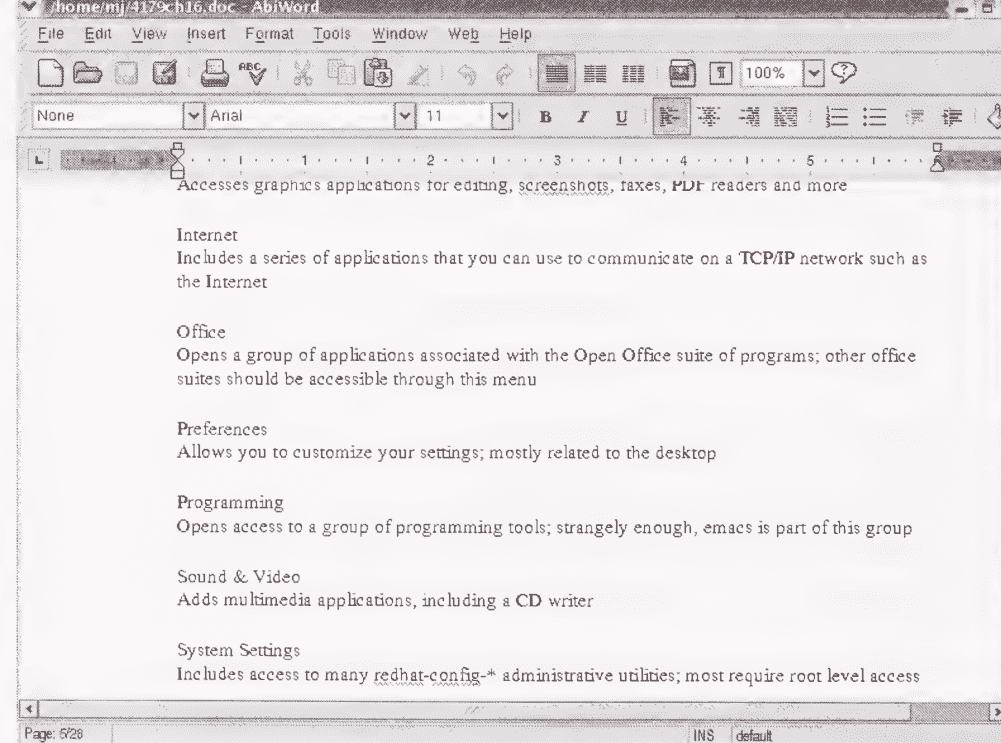 /home/mj/4179ch16.doc - AbiWord
File Edit View Insert Format Tools Window Web Help
ABC 100%
None Arial 11 B I U
1 2 3 4 5
Accesses graphics applications for editing, screenshots, faxes, PDF readers and more
Internet
Includes a series of applications that you can use to communicate on a TCP/IP network such as
the Internet
Office
Opens a group of applications associated with the Open Office suite of programs; other office
suites should be accessible through this menu
Preferences
Allows you to customize your settings; mostly related to the desktop
Programming
Opens access to a group of programming tools; strangely enough, emacs is part of this group
Sound & Video
Adds multimedia applications, including a CD writer
System Settings
Includes access to many redhat-config-* administrative utilities; most require root level access
Page: 5/28 INS default